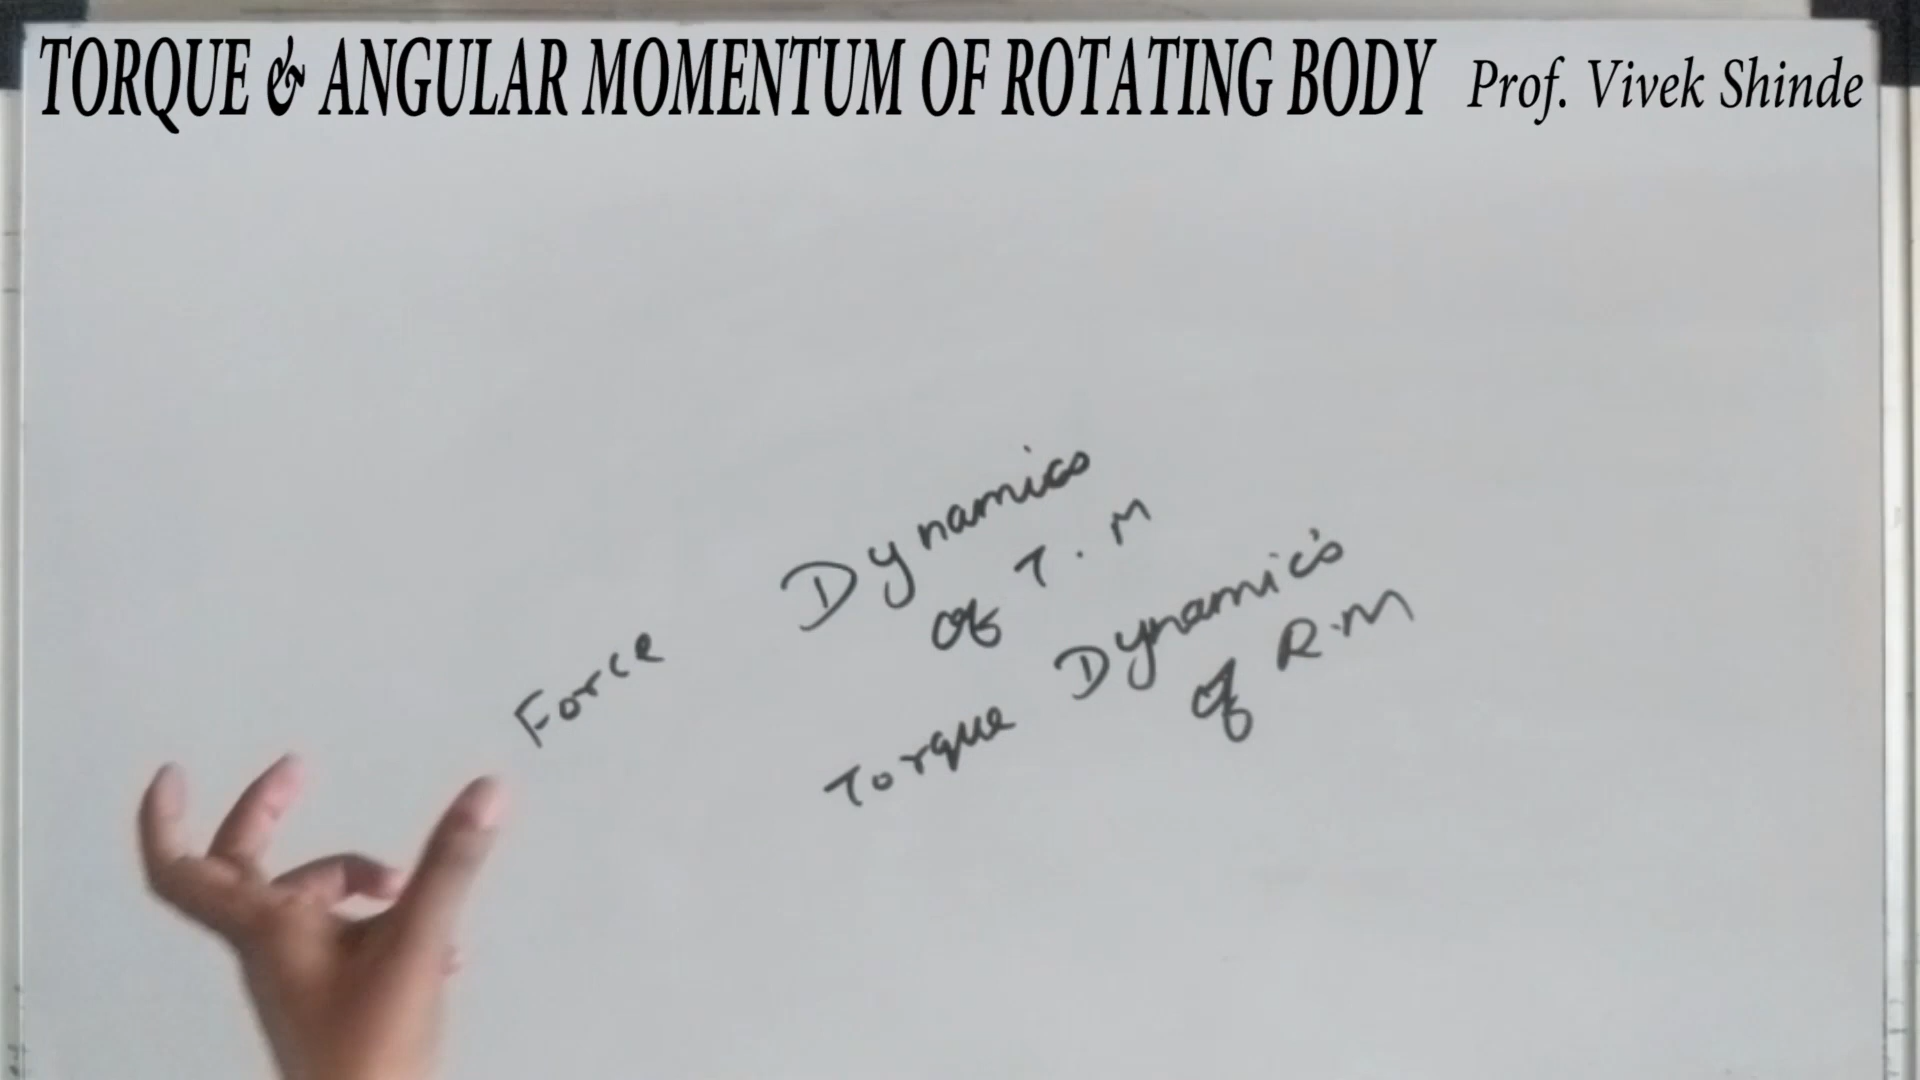 TORQUE & ANGULAR MOMENTUM OF ROTATING BODY Prof. Vivek Shinde
Force Dynamics
of T.M
Torque Dynamics
of R.M